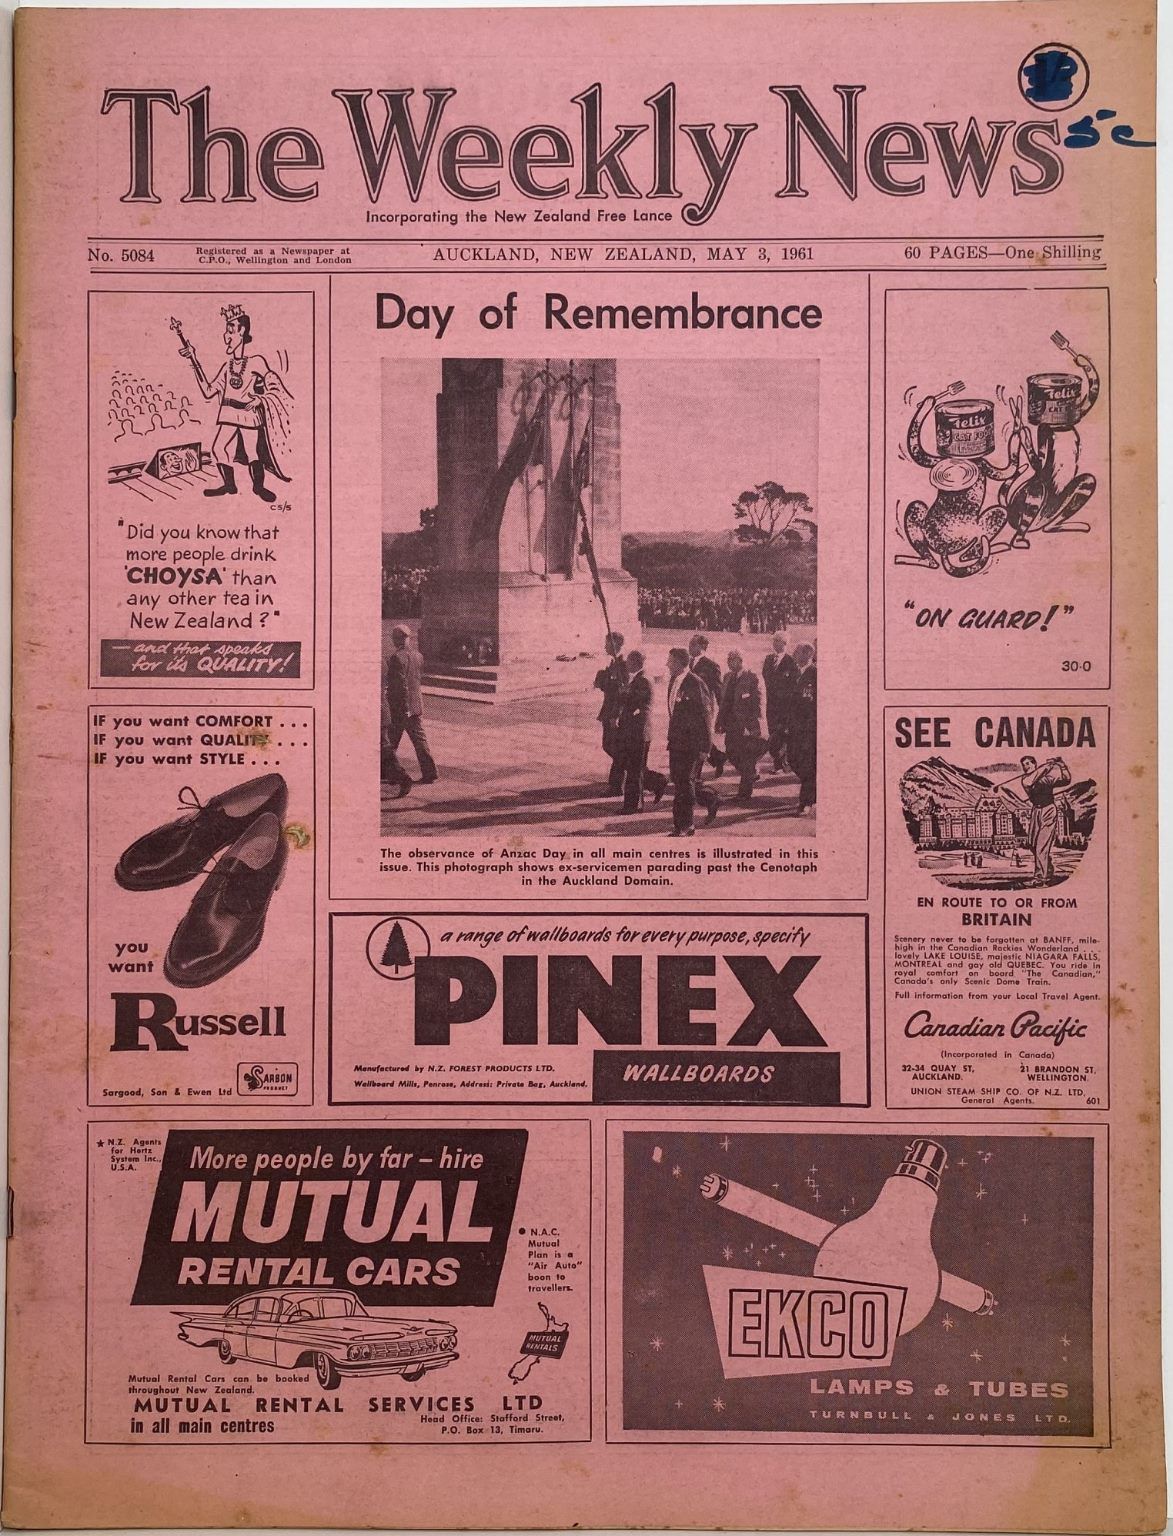 The Weekly News
5c
Incorporating the New Zealand Free Lance
No. 5084
Registered as a Newspaper at
C.P.O., Wellington and London
AUCKLAND, NEW ZEALAND, MAY 3, 1961
60 PAGES—One Shilling
cs/s
"Did you know that
more people drink
'CHOYSA' than
any other tea in
New Zealand?"
— and that speaks
for its QUALITY!
IF you want COMFORT . . .
IF you want QUALITY . . .
IF you want STYLE . . .
you
want
Russell
Sargood, Son & Ewen Ltd
SARBON
PRODUCT
Day of Remembrance
The observance of Anzac Day in all main centres is illustrated in this
issue. This photograph shows ex-servicemen parading past the Cenotaph
in the Auckland Domain.
a range of wallboards for every purpose, specify
PINEX
WALLBOARDS
Manufactured by N.Z. FOREST PRODUCTS LTD.
Wallboard Mills, Penrose, Address: Private Bag, Auckland.
felix
CAT FOOD
felix
CAT
"ON GUARD!"
30·0
SEE CANADA
EN ROUTE TO OR FROM
BRITAIN
Scenery never to be forgotten at BANFF, mile-
high in the Canadian Rockies Wonderland . .
lovely LAKE LOUISE, majestic NIAGARA FALLS,
MONTREAL and gay old QUEBEC. You ride in
royal comfort on board "The Canadian,"
Canada's only Scenic Dome Train.
Full information from your Local Travel Agent.
Canadian Pacific
(Incorporated in Canada)
32-34 QUAY ST,
AUCKLAND.
21 BRANDON ST,
WELLINGTON.
UNION STEAM SHIP CO. OF N.Z. LTD,
General Agents.
601
★ N.Z. Agents
for Hertz
System Inc.,
U.S.A.
More people by far – hire
MUTUAL
RENTAL CARS
● N.A.C.
Mutual
Plan is a
"Air Auto"
boon to
travellers.
MUTUAL
RENTALS
Mutual Rental Cars can be booked
throughout New Zealand.
MUTUAL RENTAL SERVICES LTD
in all main centres
Head Office: Stafford Street,
P.O. Box 13, Timaru.
EKCO
LAMPS & TUBES
TURNBULL & JONES LTD.